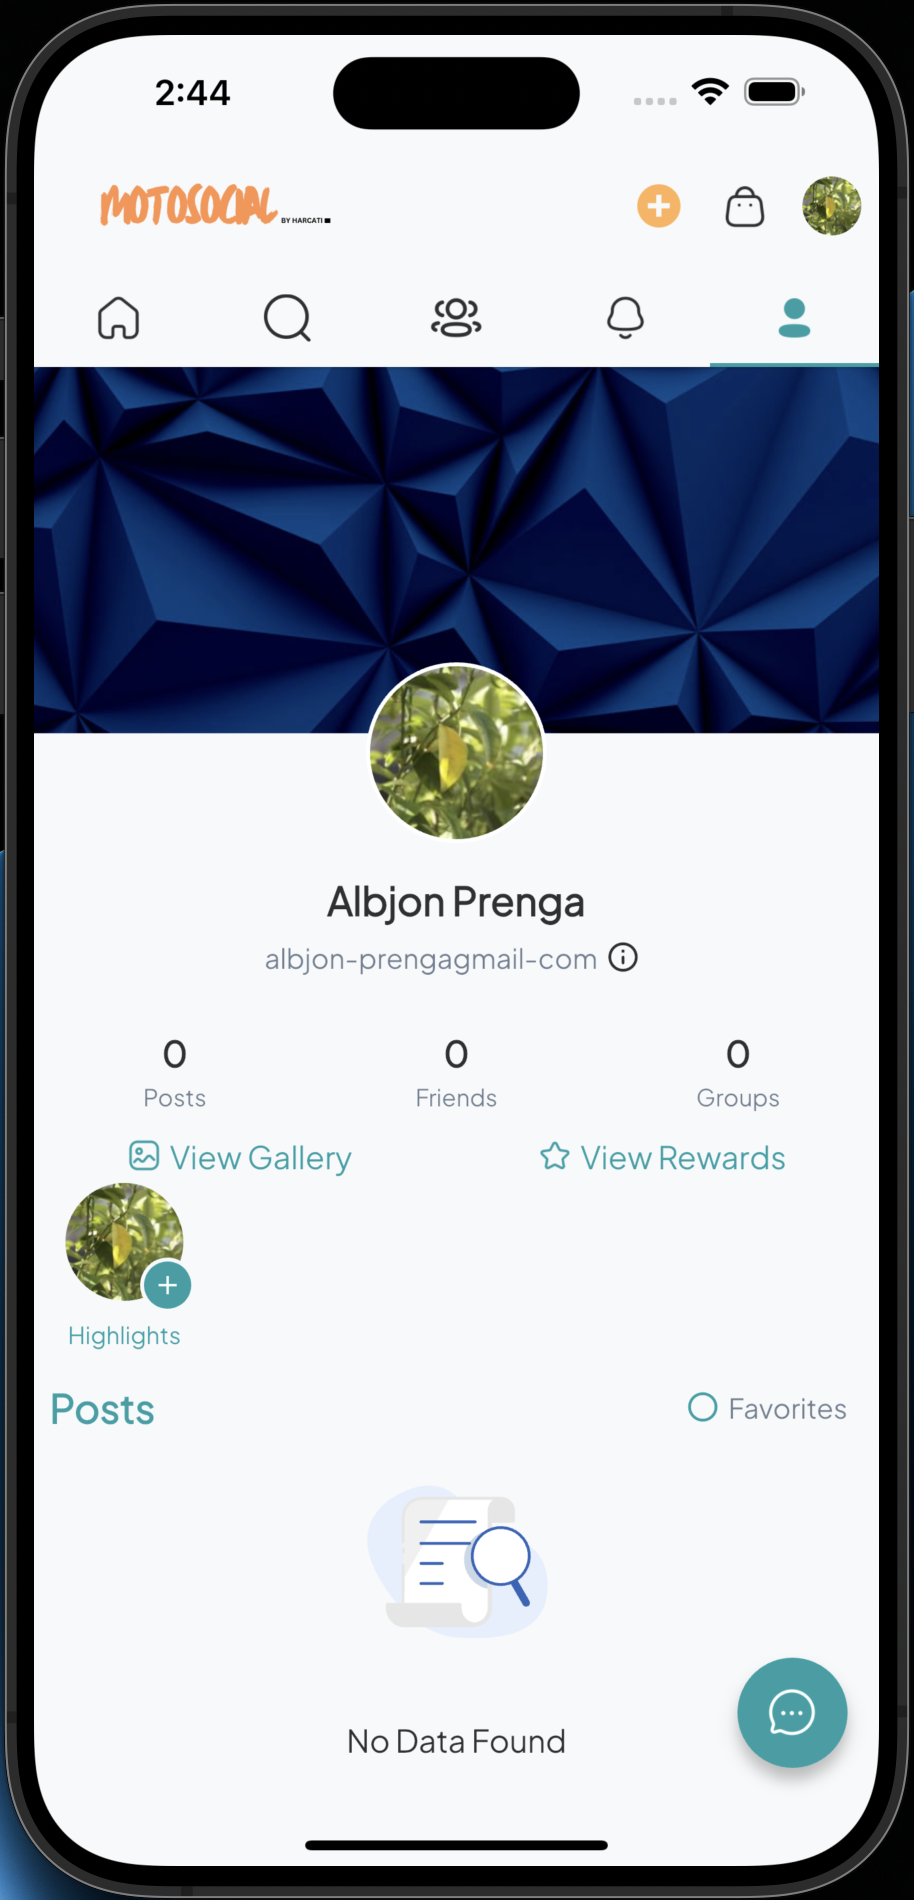 2:44
MOTOSOCIAL BY HARCATI
Albjon Prenga
albjon-prengagmail-com
0 0 0
Posts Friends Groups
View Gallery View Rewards
Highlights
Posts Favorites
No Data Found